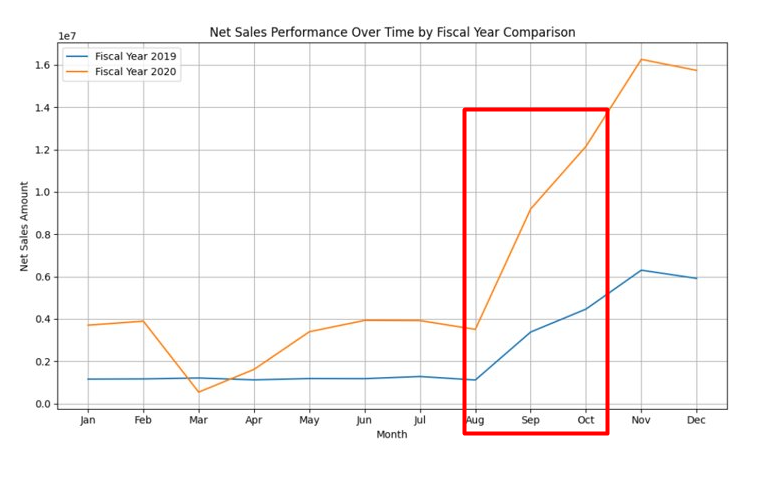 Net Sales Performance Over Time by Fiscal Year Comparison
1e7
Fiscal Year 2019
Fiscal Year 2020
1.6
1.4
1.2
1.0
0.8
0.6
0.4
0.2
0.0
Net Sales Amount
Jan Feb Mar Apr May Jun Jul Aug Sep Oct Nov Dec
Month